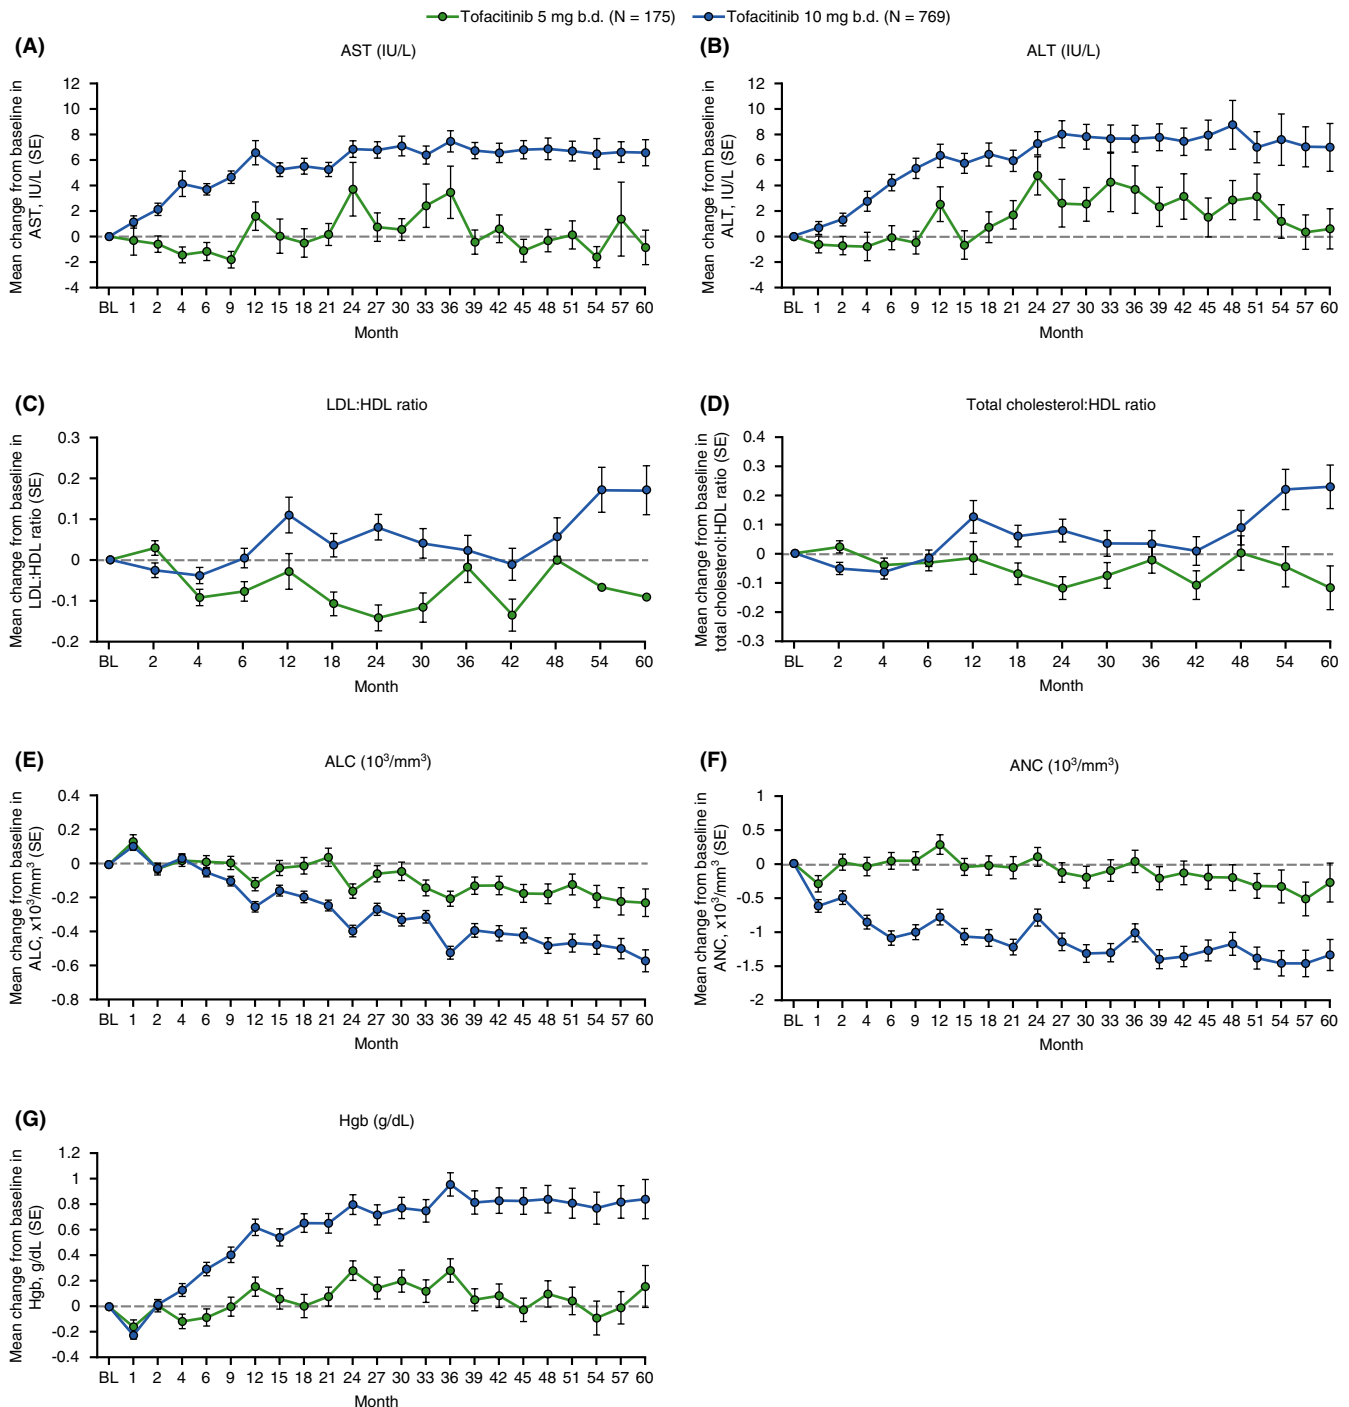 Tofacitinib 5 mg b.d. (N = 175) Tofacitinib 10 mg b.d. (N = 769)
(A)
AST (IU/L)
Mean change from baseline in
AST, IU/L (SE)
12
10
8
6
4
2
0
-2
-4
BL 1 2 4 6 9 12 15 18 21 24 27 30 33 36 39 42 45 48 51 54 57 60
Month
(B)
ALT (IU/L)
Mean change from baseline in
ALT, IU/L (SE)
12
10
8
6
4
2
0
-2
-4
BL 1 2 4 6 9 12 15 18 21 24 27 30 33 36 39 42 45 48 51 54 57 60
Month
(C)
LDL:HDL ratio
Mean change from baseline in
LDL:HDL ratio (SE)
0.3
0.2
0.1
0
-0.1
-0.2
BL 2 4 6 12 18 24 30 36 42 48 54 60
Month
(D)
Total cholesterol:HDL ratio
Mean change from baseline in
total cholesterol:HDL ratio (SE)
0.4
0.3
0.2
0.1
0
-0.1
-0.2
-0.3
BL 2 4 6 12 18 24 30 36 42 48 54 60
Month
(E)
ALC (10³/mm³)
Mean change from baseline in
ALC, x10³/mm³ (SE)
0.4
0.2
0
-0.2
-0.4
-0.6
-0.8
BL 1 2 4 6 9 12 15 18 21 24 27 30 33 36 39 42 45 48 51 54 57 60
Month
(F)
ANC (10³/mm³)
Mean change from baseline in
ANC, x10³/mm³ (SE)
1
0.5
0
-0.5
-1
-1.5
-2
BL 1 2 4 6 9 12 15 18 21 24 27 30 33 36 39 42 45 48 51 54 57 60
Month
(G)
Hgb (g/dL)
Mean change from baseline in
Hgb, g/dL (SE)
1.2
1
0.8
0.6
0.4
0.2
0
-0.2
-0.4
BL 1 2 4 6 9 12 15 18 21 24 27 30 33 36 39 42 45 48 51 54 57 60
Month